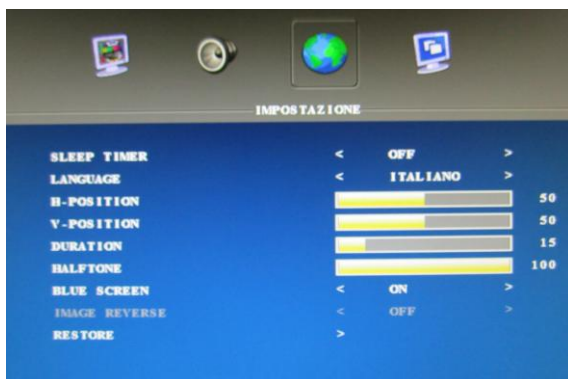 IMPOSTAZIONE
SLEEP TIMER < OFF >
LANGUAGE < ITALIANO >
H-POSITION 50
V-POSITION 50
DURATION 15
HALFTONE 100
BLUE SCREEN < ON >
IMAGE REVERSE < OFF >
RESTORE >